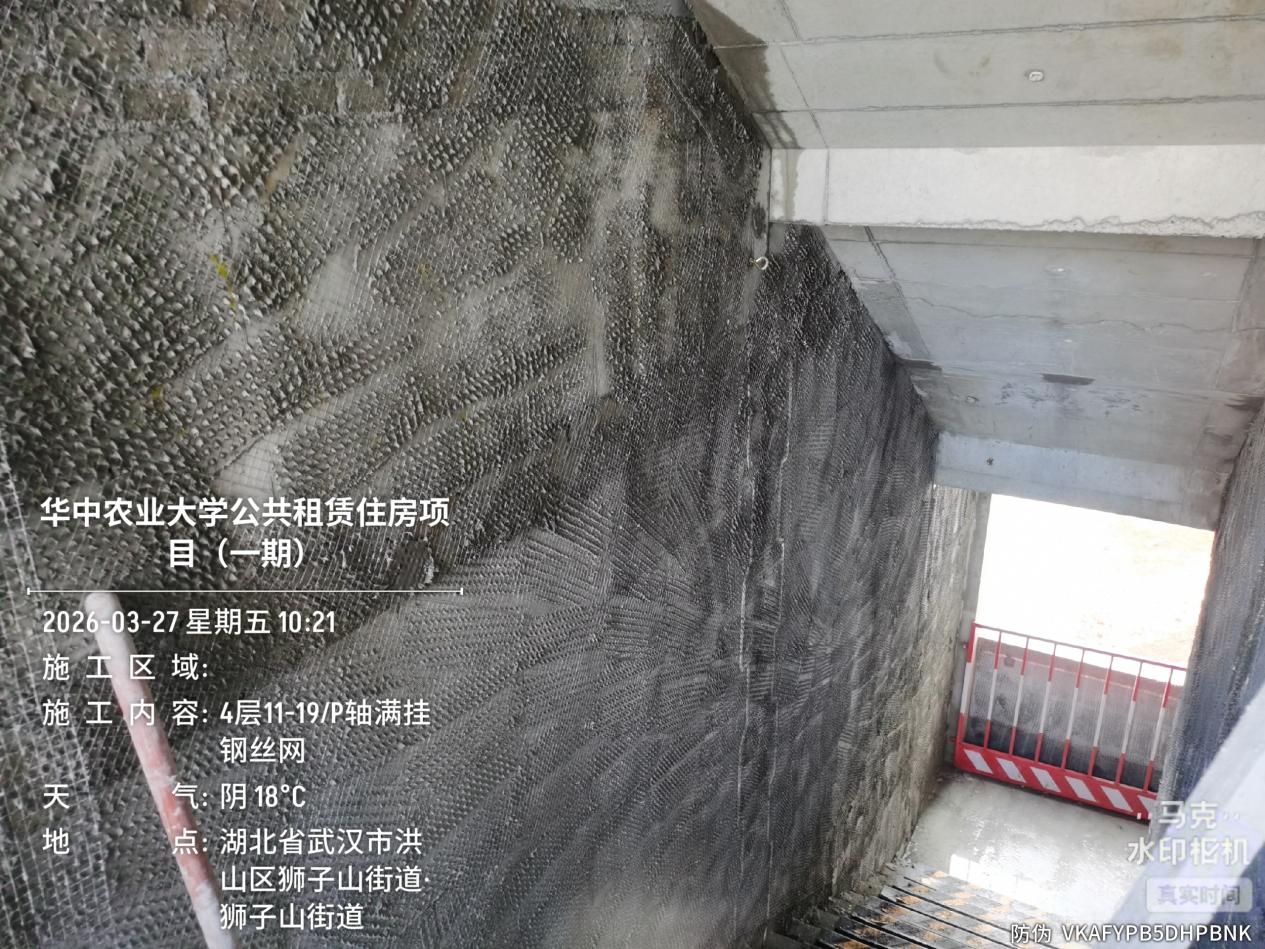 华中农业大学公共租赁住房项
目（一期）
2026-03-27 星期五 10:21
施工区域:
施工内容: 4层11-19/P轴满挂
钢丝网
天气: 阴 18°C
地点: 湖北省武汉市洪
山区狮子山街道·
狮子山街道
马克
水印相机
真实时间
防伪 VKAFYPB5DHPBNK